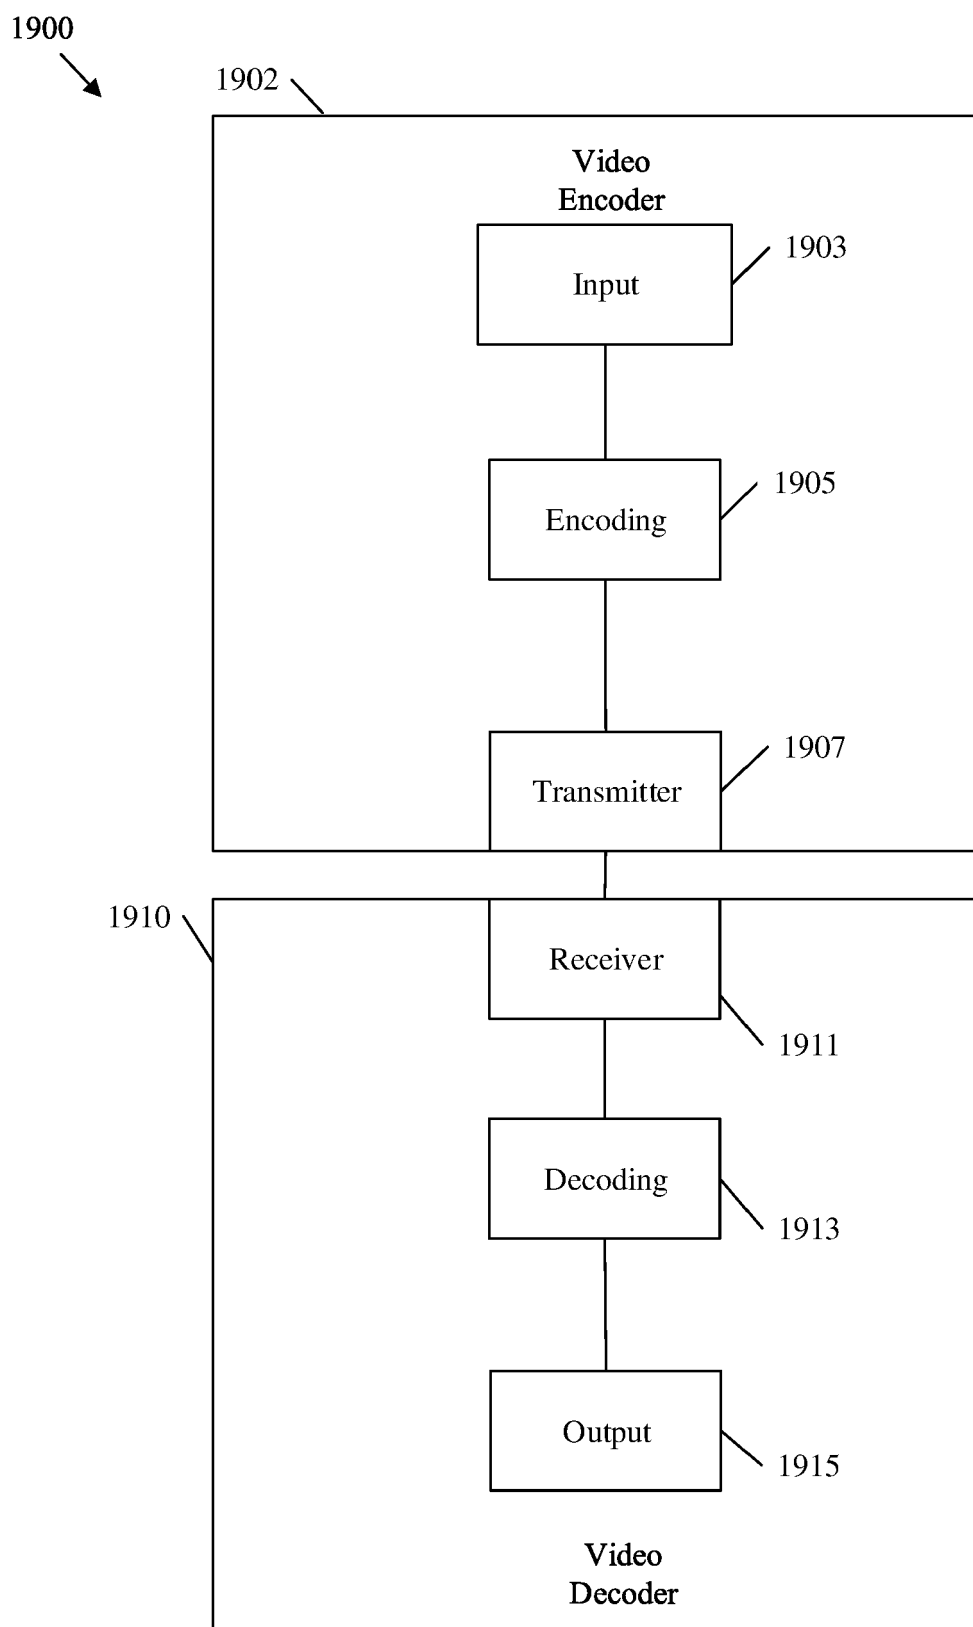 1900
1902
Video
Encoder
1903
Input
1905
Encoding
1907
Transmitter
1910
Receiver
1911
Decoding
1913
Output
1915
Video
Decoder